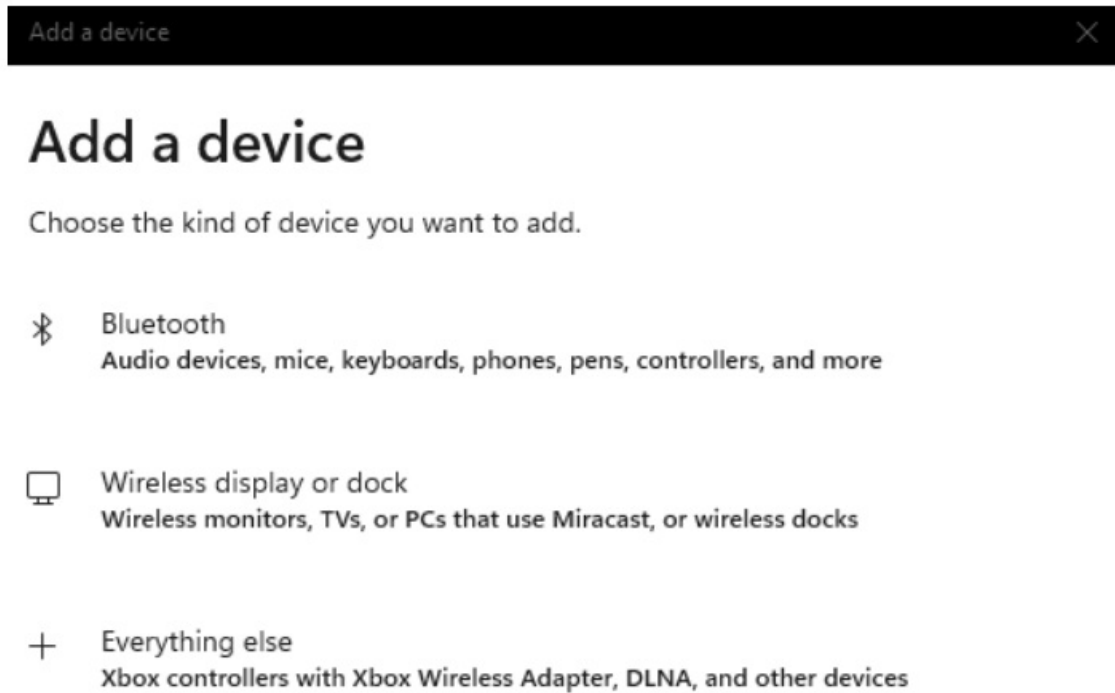 Add a device
Add a device
Choose the kind of device you want to add.
Bluetooth
Audio devices, mice, keyboards, phones, pens, controllers, and more
Wireless display or dock
Wireless monitors, TVs, or PCs that use Miracast, or wireless docks
Everything else
Xbox controllers with Xbox Wireless Adapter, DLNA, and other devices